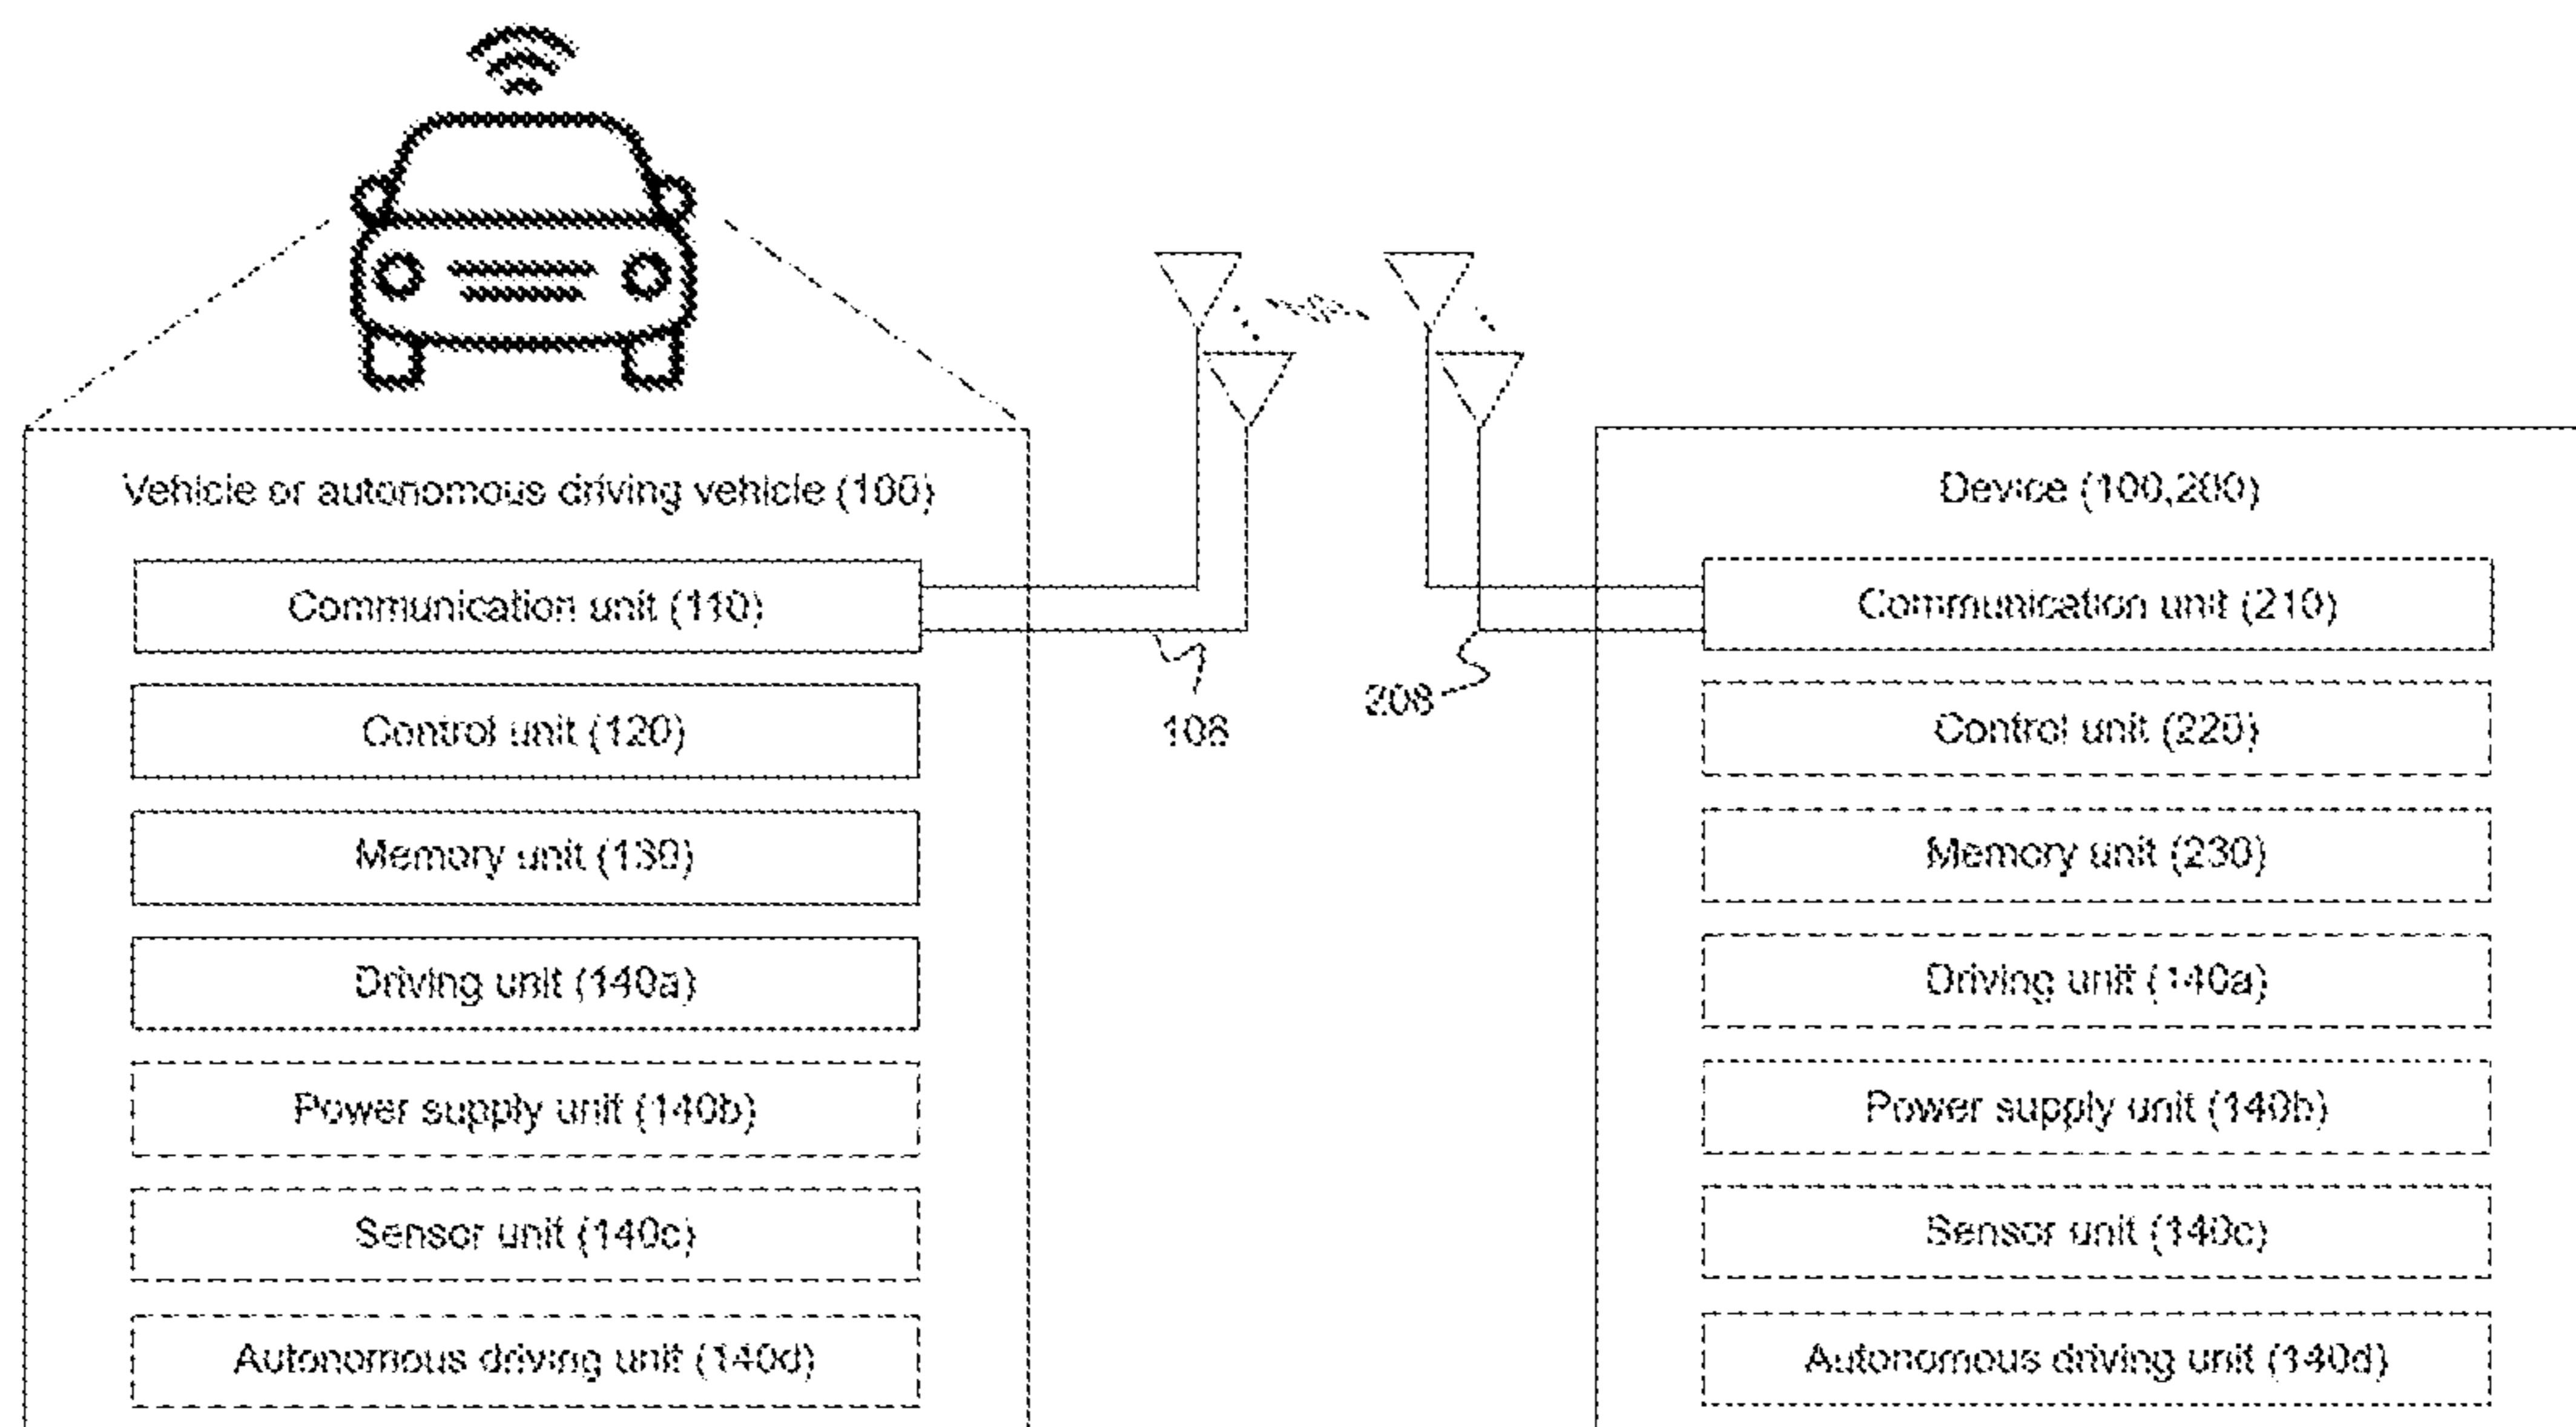 Vehicle or autonomous driving vehicle (100)
Communication unit (110)
Control unit (120)
Memory unit (130)
Driving unit (140a)
Power supply unit (140b)
Sensor unit (140c)
Autonomous driving unit (140d)
108
208
Device (100,200)
Communication unit (210)
Control unit (220)
Memory unit (230)
Driving unit (140a)
Power supply unit (140b)
Sensor unit (140c)
Autonomous driving unit (140d)